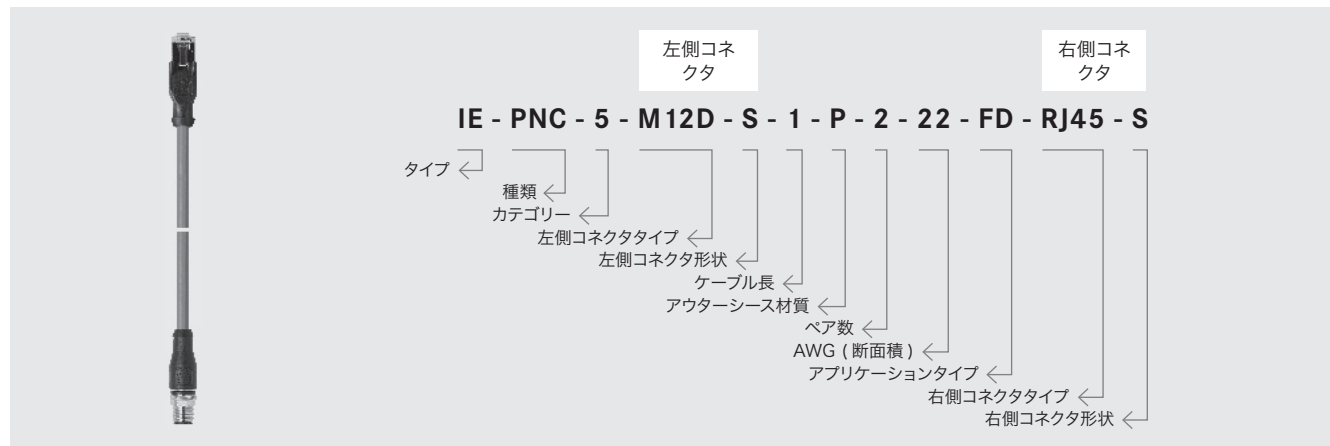 左側コネ
クタ
右側コネ
クタ
IE - PNC - 5 - M12D - S - 1 - P - 2 - 22 - FD - RJ45 - S
タイプ
種類
カテゴリー
左側コネクタタイプ
左側コネクタ形状
ケーブル長
アウターシース材質
ペア数
AWG ( 断面積 )
アプリケーションタイプ
右側コネクタタイプ
右側コネクタ形状